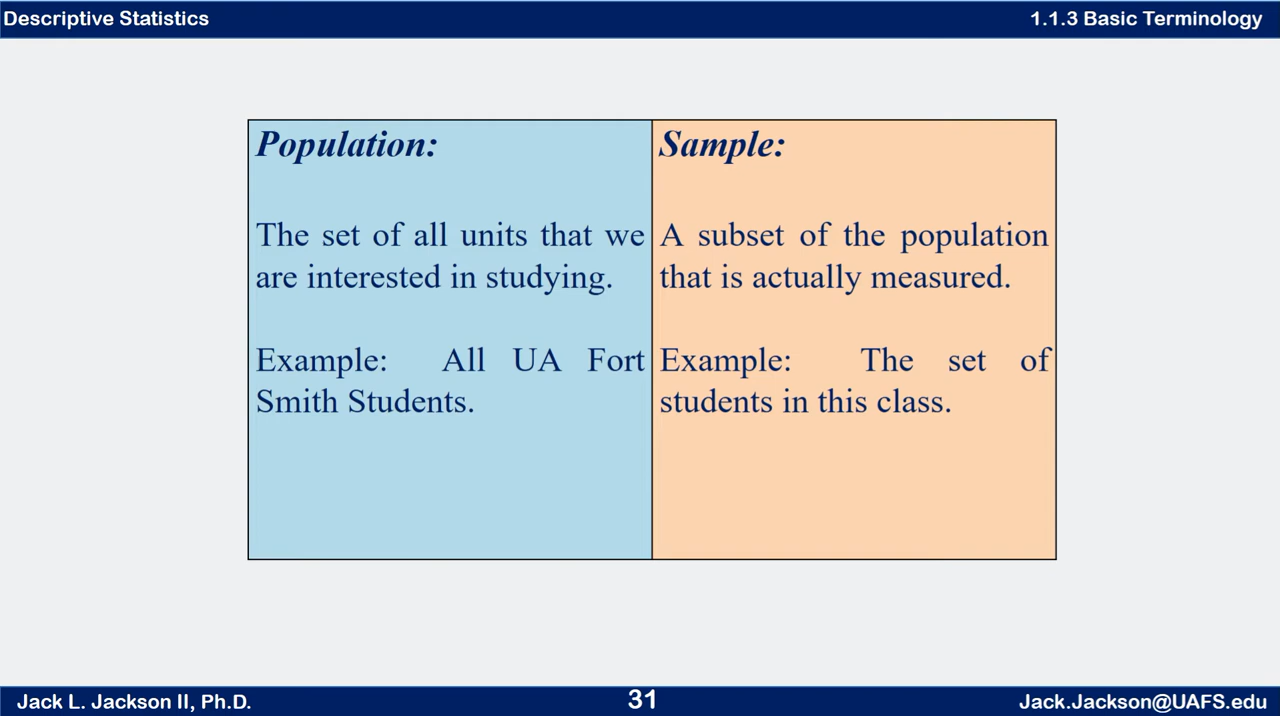 Descriptive Statistics
1.1.3 Basic Terminology
Population:
The set of all units that we
are interested in studying.
Example: All UA Fort
Smith Students.
Sample:
A subset of the population
that is actually measured.
Example: The set of
students in this class.
Jack L. Jackson II, Ph.D.
31
Jack.Jackson@UAFS.edu